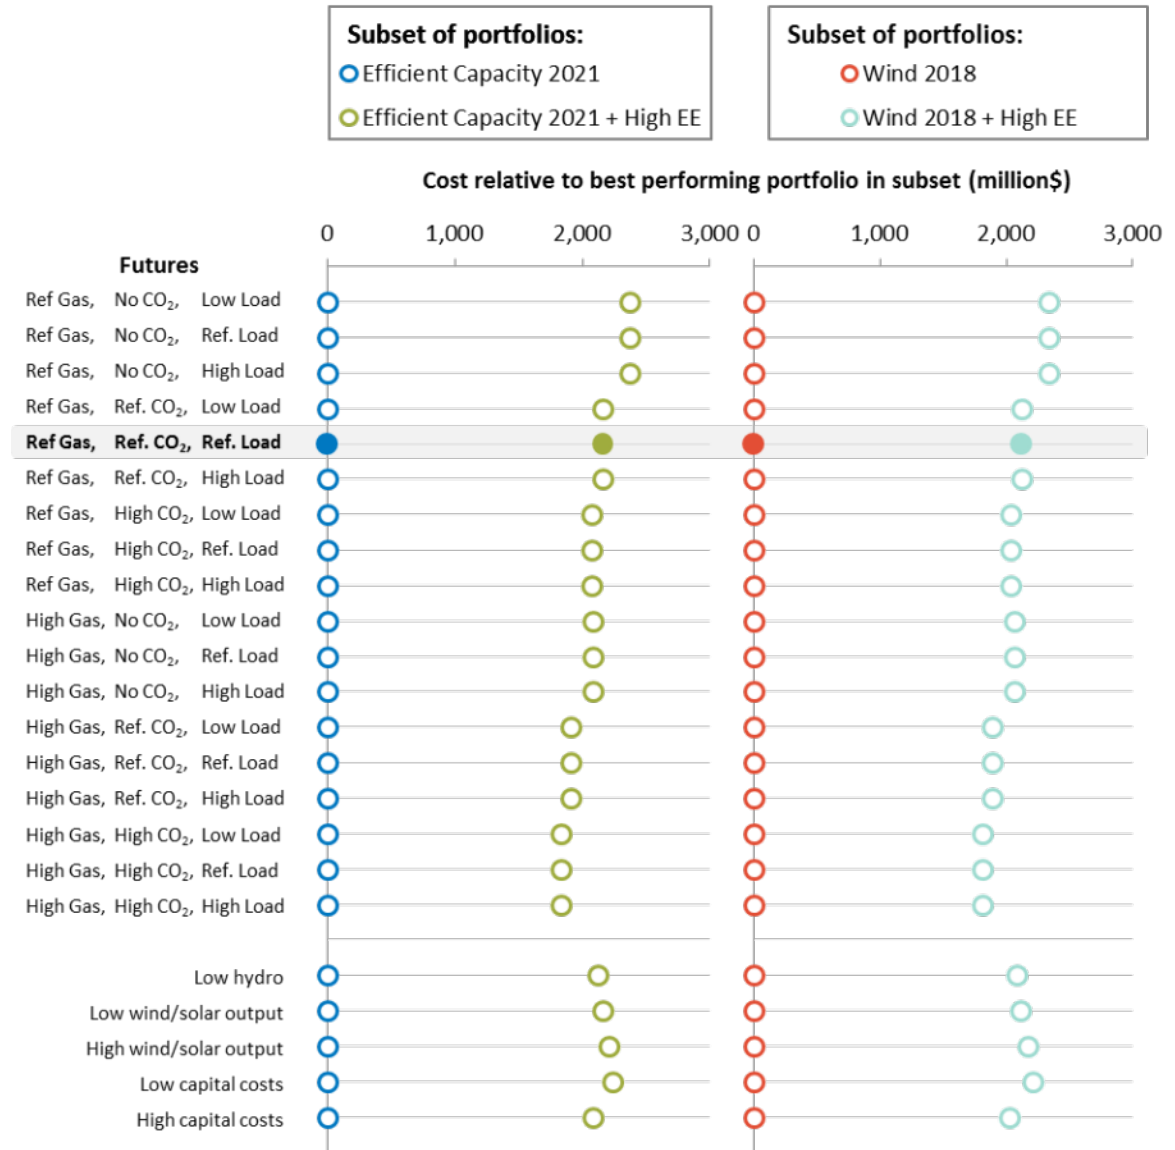 Subset of portfolios:
Efficient Capacity 2021
Efficient Capacity 2021 + High EE
Subset of portfolios:
Wind 2018
Wind 2018 + High EE
Cost relative to best performing portfolio in subset (million$)
0 1,000 2,000 3,000 0 1,000 2,000 3,000
Futures
Ref Gas, No CO₂, Low Load
Ref Gas, No CO₂, Ref. Load
Ref Gas, No CO₂, High Load
Ref Gas, Ref. CO₂, Low Load
Ref Gas, Ref. CO₂, Ref. Load
Ref Gas, Ref. CO₂, High Load
Ref Gas, High CO₂, Low Load
Ref Gas, High CO₂, Ref. Load
Ref Gas, High CO₂, High Load
High Gas, No CO₂, Low Load
High Gas, No CO₂, Ref. Load
High Gas, No CO₂, High Load
High Gas, Ref. CO₂, Low Load
High Gas, Ref. CO₂, Ref. Load
High Gas, Ref. CO₂, High Load
High Gas, High CO₂, Low Load
High Gas, High CO₂, Ref. Load
High Gas, High CO₂, High Load
Low hydro
Low wind/solar output
High wind/solar output
Low capital costs
High capital costs